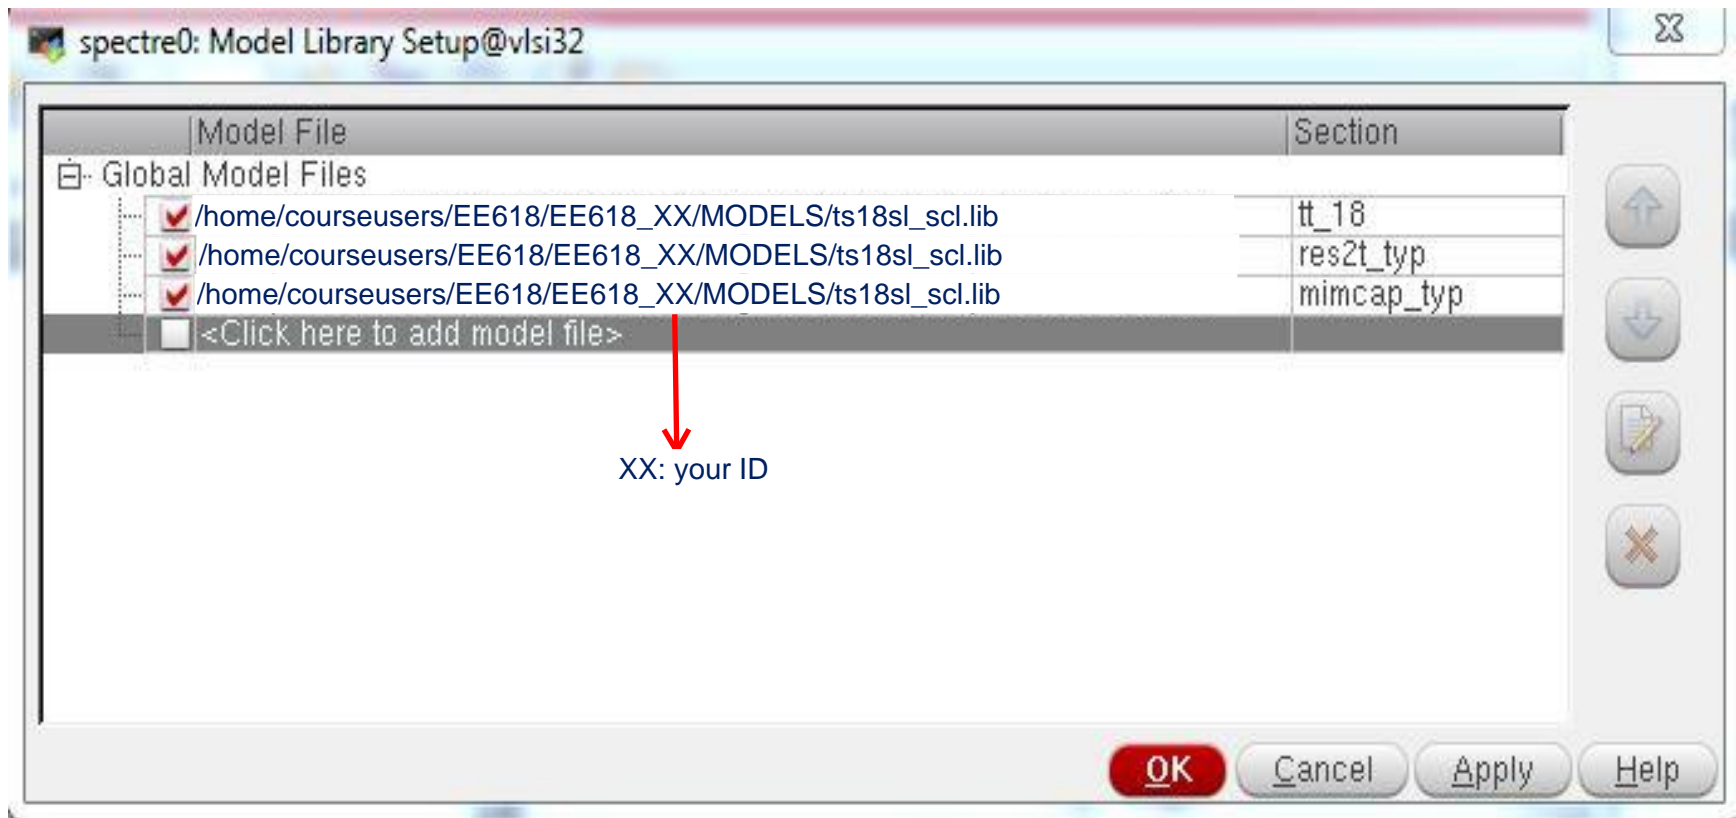 spectre0: Model Library Setup@vlsi32
Model File Section
Global Model Files
/home/courseusers/EE618/EE618_XX/MODELS/ts18sl_scl.lib tt_18
/home/courseusers/EE618/EE618_XX/MODELS/ts18sl_scl.lib res2t_typ
/home/courseusers/EE618/EE618_XX/MODELS/ts18sl_scl.lib mimcap_typ
<Click here to add model file>
XX: your ID
OK Cancel Apply Help